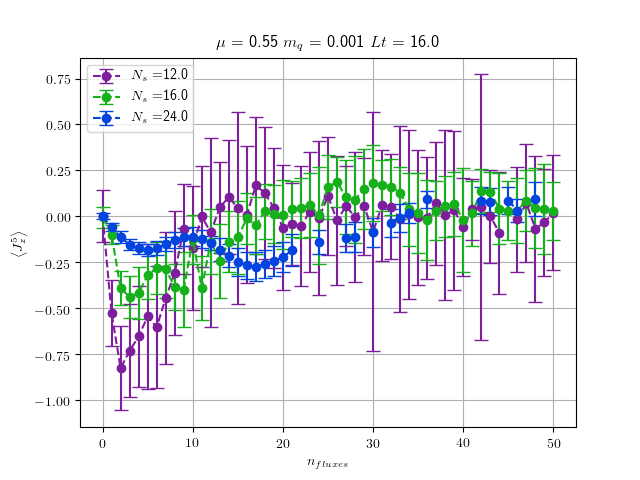 μ = 0.55 m_q = 0.001 Lt = 16.0
N_s =12.0
N_s =16.0
N_s =24.0
0.75
0.50
0.25
0.00
−0.25
−0.50
−0.75
−1.00
⟨J_z^5⟩
0 10 20 30 40 50
n_{fluxes}